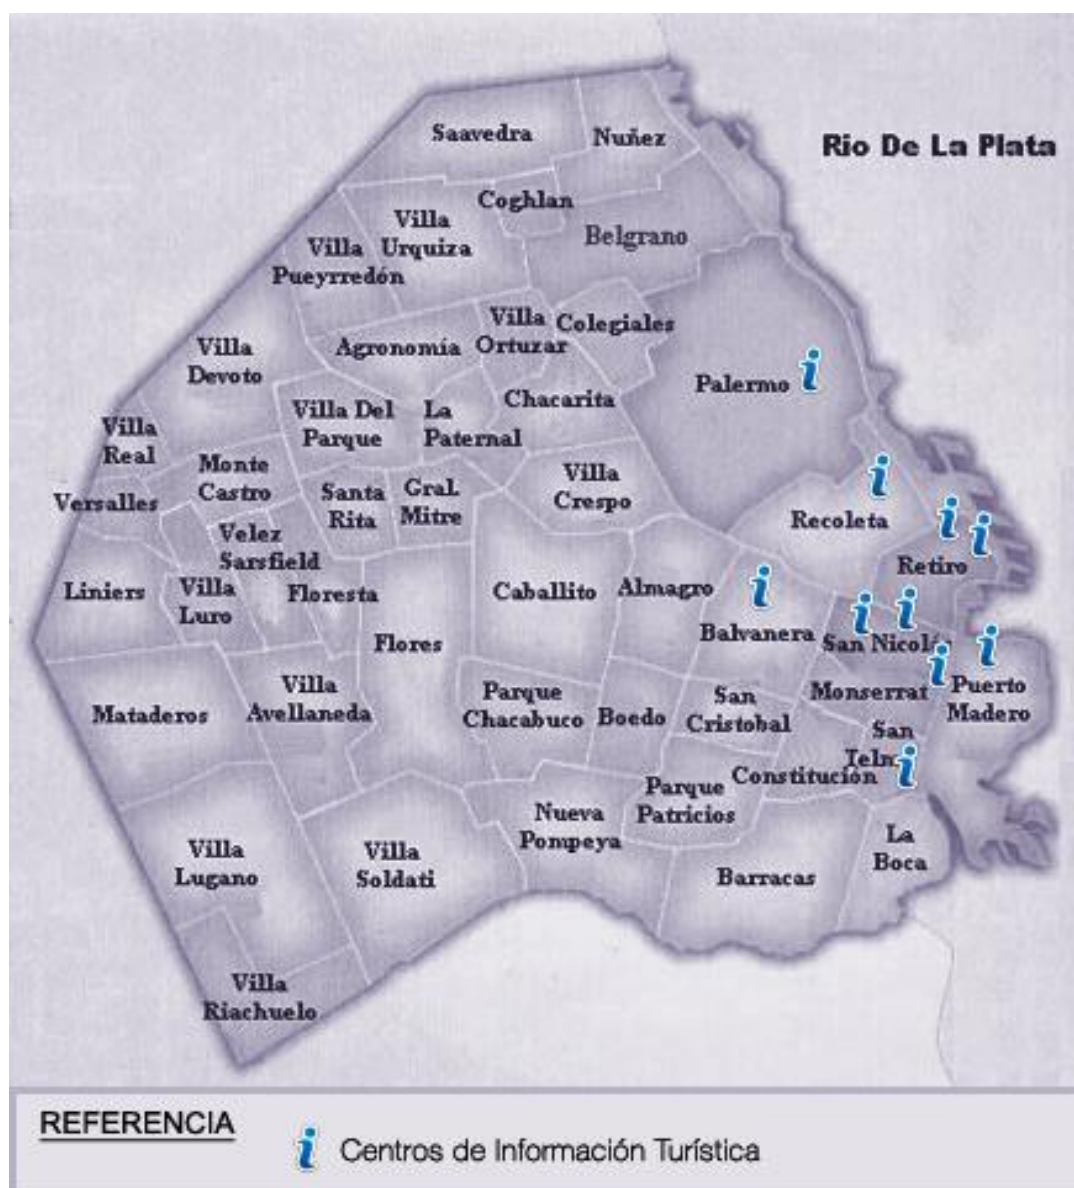 Saavedra
Nuñez
Rio De La Plata
Coghlan
Villa
Urquiza
Belgrano
Villa
Pueyrredón
Villa
Ortuzar
Colegiales
Agronomía
Villa
Devoto
Palermo
Chacarita
Villa Del
Parque
La
Paternal
Villa
Real
Monte
Castro
Santa
Rita
Gral.
Mitre
Villa
Crespo
Versalles
Recoleta
Velez
Sarsfield
Retiro
Liniers
Villa
Luro
Floresta
Caballito
Almagro
Flores
Balvanera
San Nicolás
Mataderos
Villa
Avellaneda
Parque
Chacabuco
Boedo
San
Cristobal
Monserrat
Puerto
Madero
San
Constitución
Parque
Patricios
Nueva
Pompeya
Villa
Lugano
Villa
Soldati
Barracas
La
Boca
Villa
Riachuelo
REFERENCIA
i Centros de Información Turística